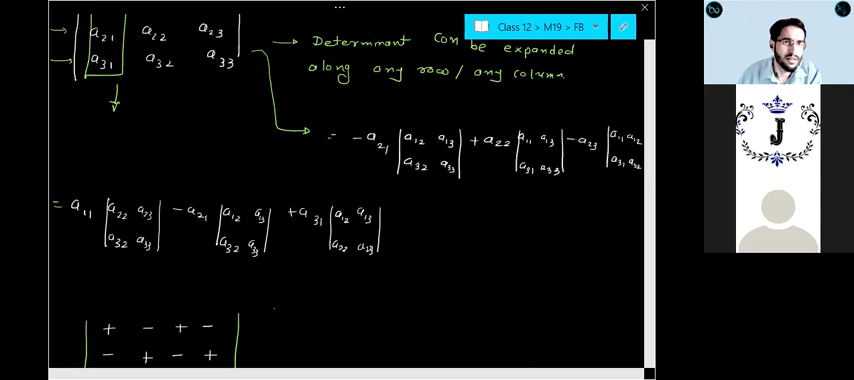 Class 12 > M19 > FB
a21 a22 a23
a31 a32 a33
→ Determinant can be expanded
along any row/ any column
= -a21 |a12 a13| + a22 |a11 a13| - a23 |a11 a12|
|a32 a33| |a31 a33| |a31 a32|
= a11 |a22 a23| - a21 |a12 a13| + a31 |a12 a13|
|a32 a33| |a32 a33| |a22 a23|
+ - + -
- + - +
J